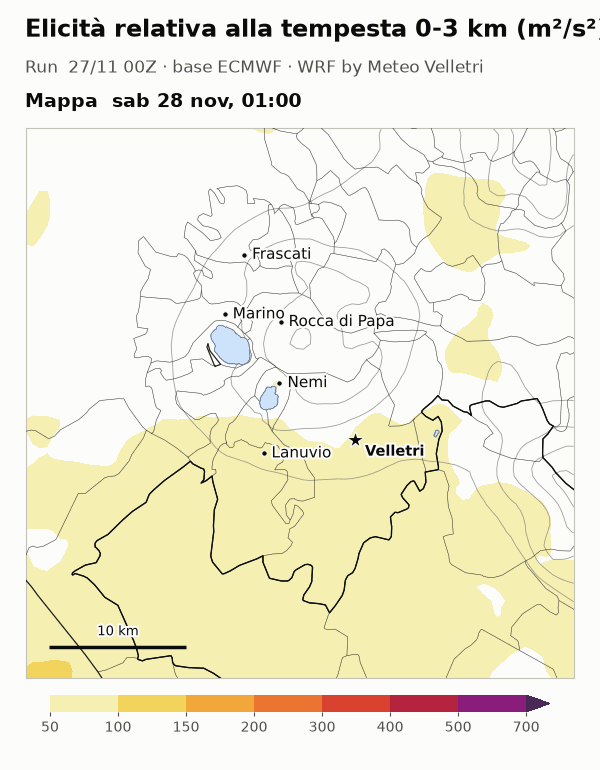 Elicità relativa alla tempesta 0-3 km (m²/s²)
Run 27/11 00Z · base ECMWF · WRF by Meteo Velletri
Mappa sab 28 nov, 01:00
Frascati
Marino
Rocca di Papa
Nemi
Velletri
Lanuvio
10 km
50 100 150 200 300 400 500 700